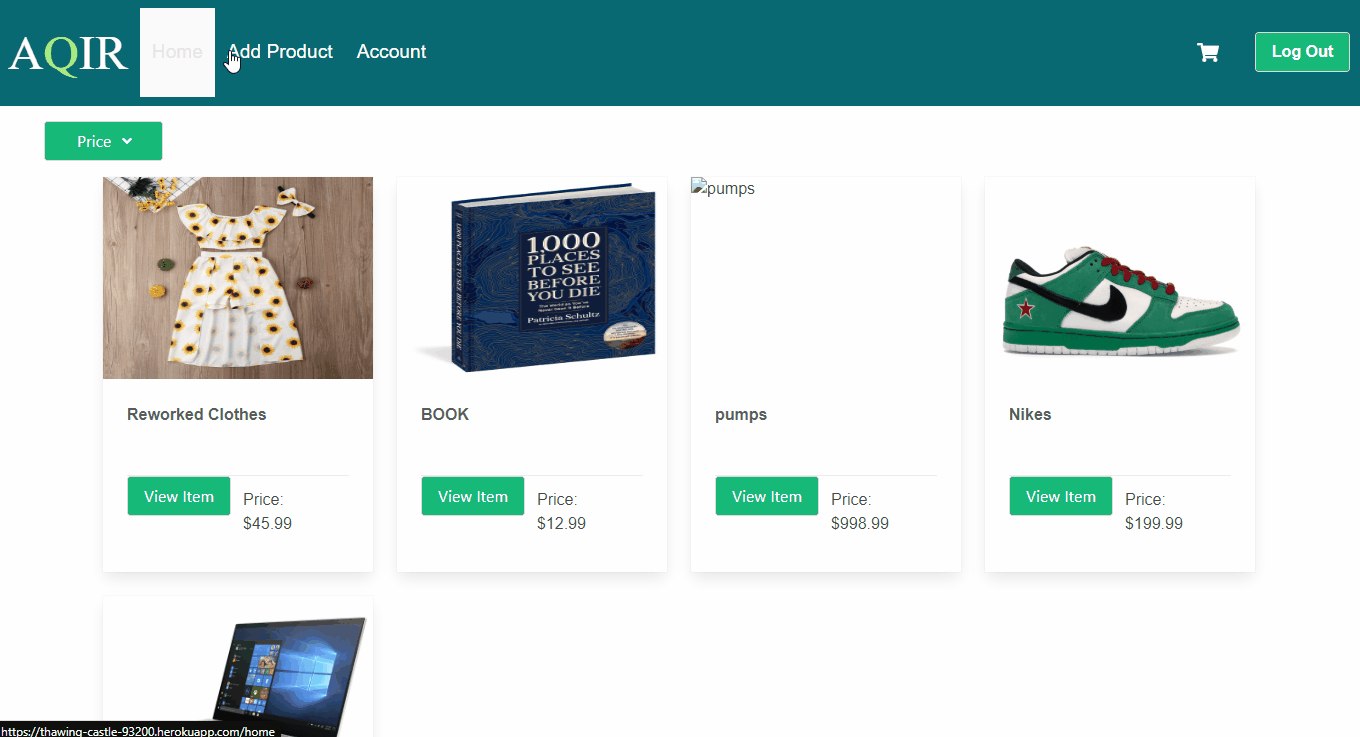 AQIR Home Add Product Account Log Out
Price
pumps
1,000
PLACES
TO SEE
BEFORE
YOU DIE
Patricia Schultz
Reworked Clothes BOOK pumps Nikes
View Item View Item View Item View Item
Price: Price: Price: Price:
$45.99 $12.99 $998.99 $199.99
https://thawing-castle-93200.herokuapp.com/home